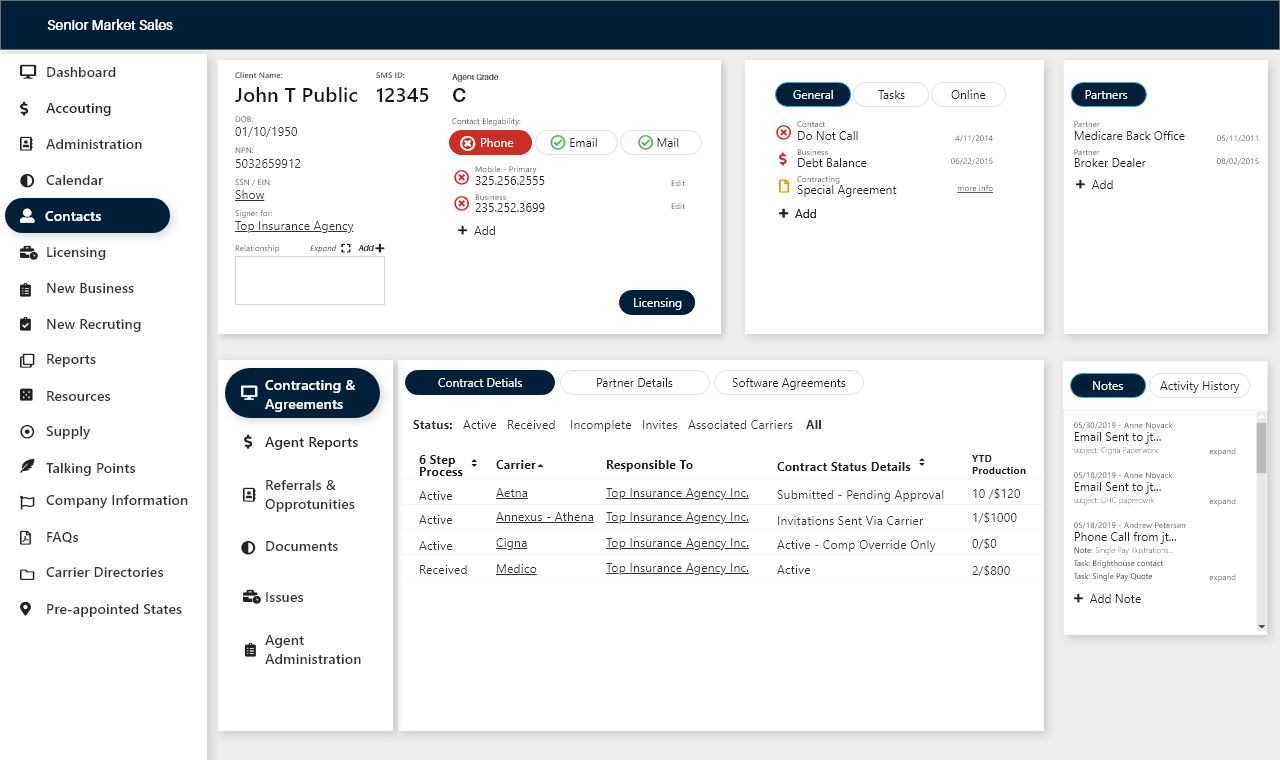 Senior Market Sales
Dashboard
Accouting
Administration
Calendar
Contacts
Licensing
New Business
New Recruting
Reports
Resources
Supply
Talking Points
Company Information
FAQs
Carrier Directories
Pre-appointed States
Client Name: SMS ID: Agent Grade
John T Public 12345 C
DOB:
01/10/1950
NPN:
5032659912
SSN / EIN:
Show
Signer for:
Top Insurance Agency
Relationship Expand Add
Contact Elegability:
Phone Email Mail
Mobile - Primary
325.256.2555 Edit
Business
235.252.3699 Edit
Add
Licensing
General Tasks Online
Contact
Do Not Call 4/11/2014
Business
Debt Balance 06/22/2015
Contracting
Special Agreement more info
Add
Partners
Partner
Medicare Back Office 05/11/2011
Partner
Broker Dealer 08/02/2015
Add
Contracting &
Agreements
Agent Reports
Referrals &
Opprotunities
Documents
Issues
Agent
Administration
Contract Detials Partner Details Software Agreements
Status: Active Received Incomplete Invites Associated Carriers All
6 Step
Process Carrier Responsible To Contract Status Details YTD
Production
Active Aetna Top Insurance Agency Inc. Submitted - Pending Approval 10 /$120
Active Annexus - Athena Top Insurance Agency Inc. Invitations Sent Via Carrier 1/$1000
Active Cigna Top Insurance Agency Inc. Active - Comp Override Only 0/$0
Received Medico Top Insurance Agency Inc. Active 2/$800
Notes Activity History
05/30/2019 - Anne Novack
Email Sent to jt...
subject: Cigna Paperwork expand
05/18/2019 - Anne Novack
Email Sent to jt...
subject: UHC paperowrk expand
05/18/2019 - Andrew Petersen
Phone Call from jt...
Note: Single Pay illustrations...
Task: Brighthouse contact
Task: Single Pay Quote expand
Add Note